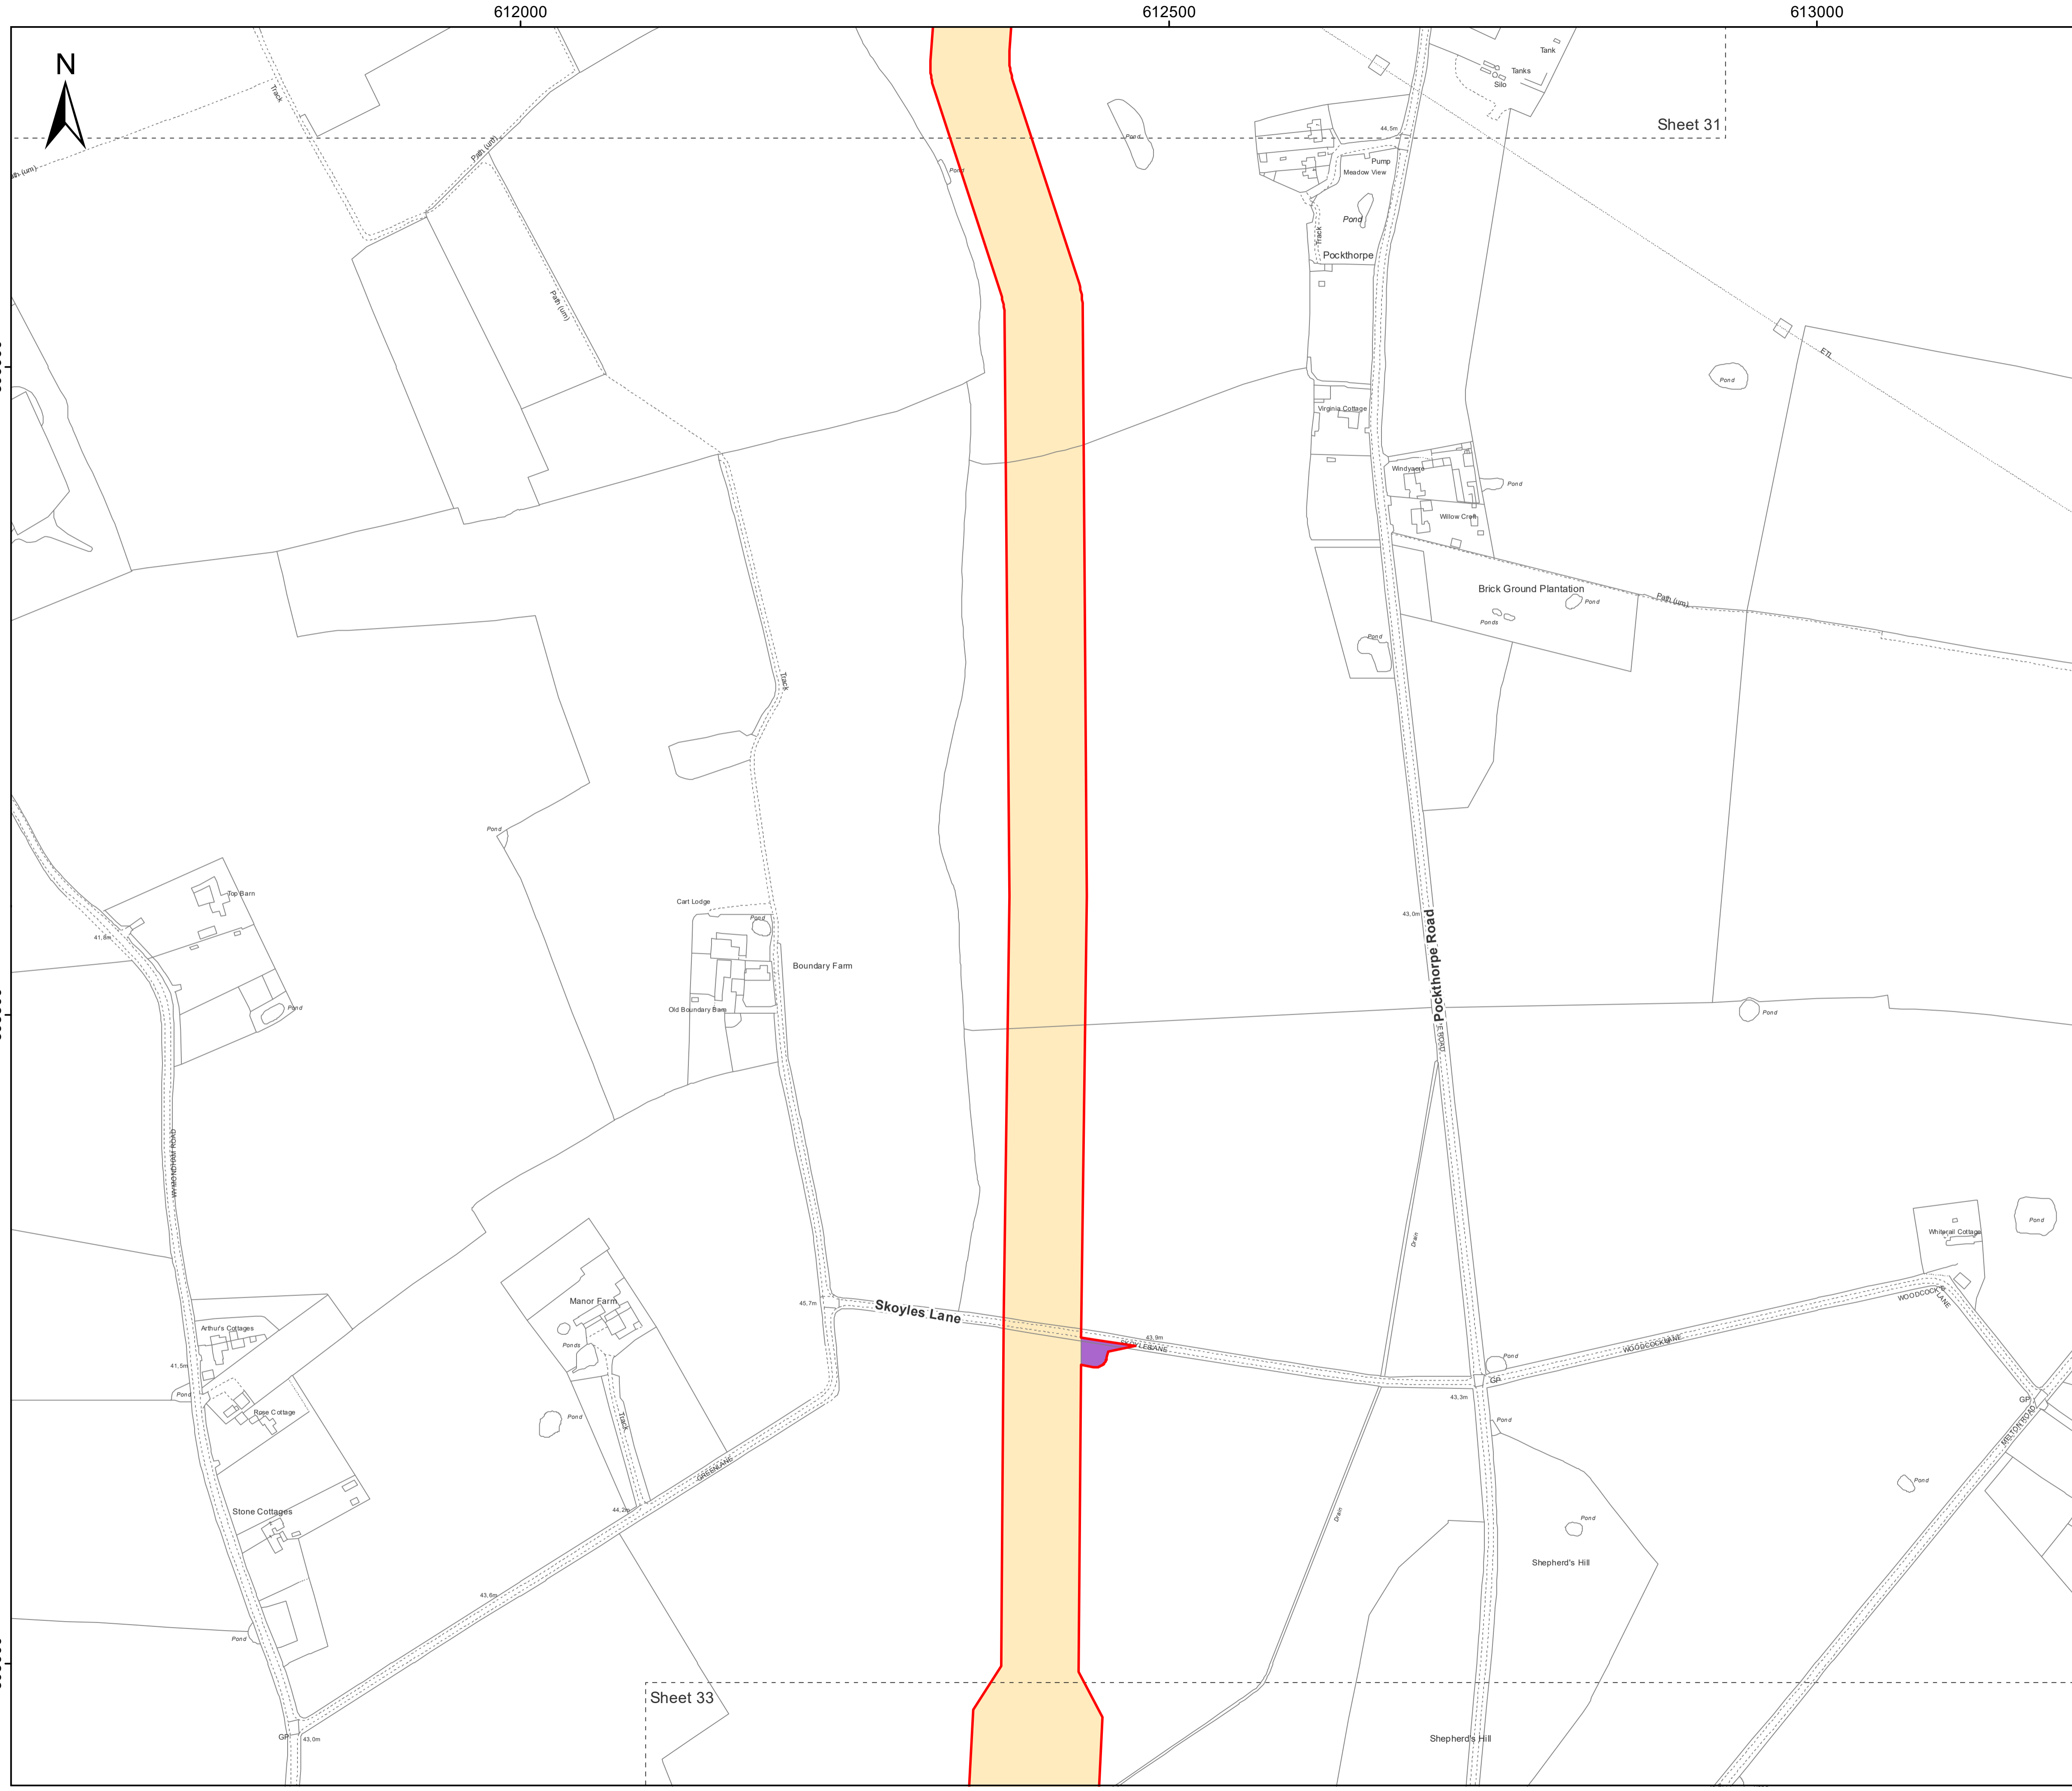 612000
612500
613000
N
Tank
Tanks
Silo
Track
Sheet 31
44,5m
Pond
Path (um)
Pump
Pond
Meadow View
Pond
Track
Pockthorpe
Path (um)
ETL
Pond
Virginia Cottage
Windyacre
Pond
Willow Croft
Brick Ground Plantation
Path (um)
Pond
Ponds
Pond
Track
Pond
Top Barn
Cart Lodge
Pond
43,0m
Pockthorpe Road
41,8m
Boundary Farm
Pond
Old Boundary Barn
Pond
WYMONDHAM ROAD
Pond
Whiterail Cottage
Drain
Manor Farm
45,7m
Skoyles Lane
WOODCOCK LANE
Arthur's Cottages
43,9m
Ponds
WOODCOCK LANE
41,5m
Pond
GP
Pond
43,3m
GP
Rose Cottage
Pond
Track
Pond
MELTON ROAD
GREEN LANE
Pond
Stone Cottages
44,2m
Drain
Pond
Shepherd's Hill
43,6m
Pond
Sheet 33
GP
43,0m
Shepherd's Hill